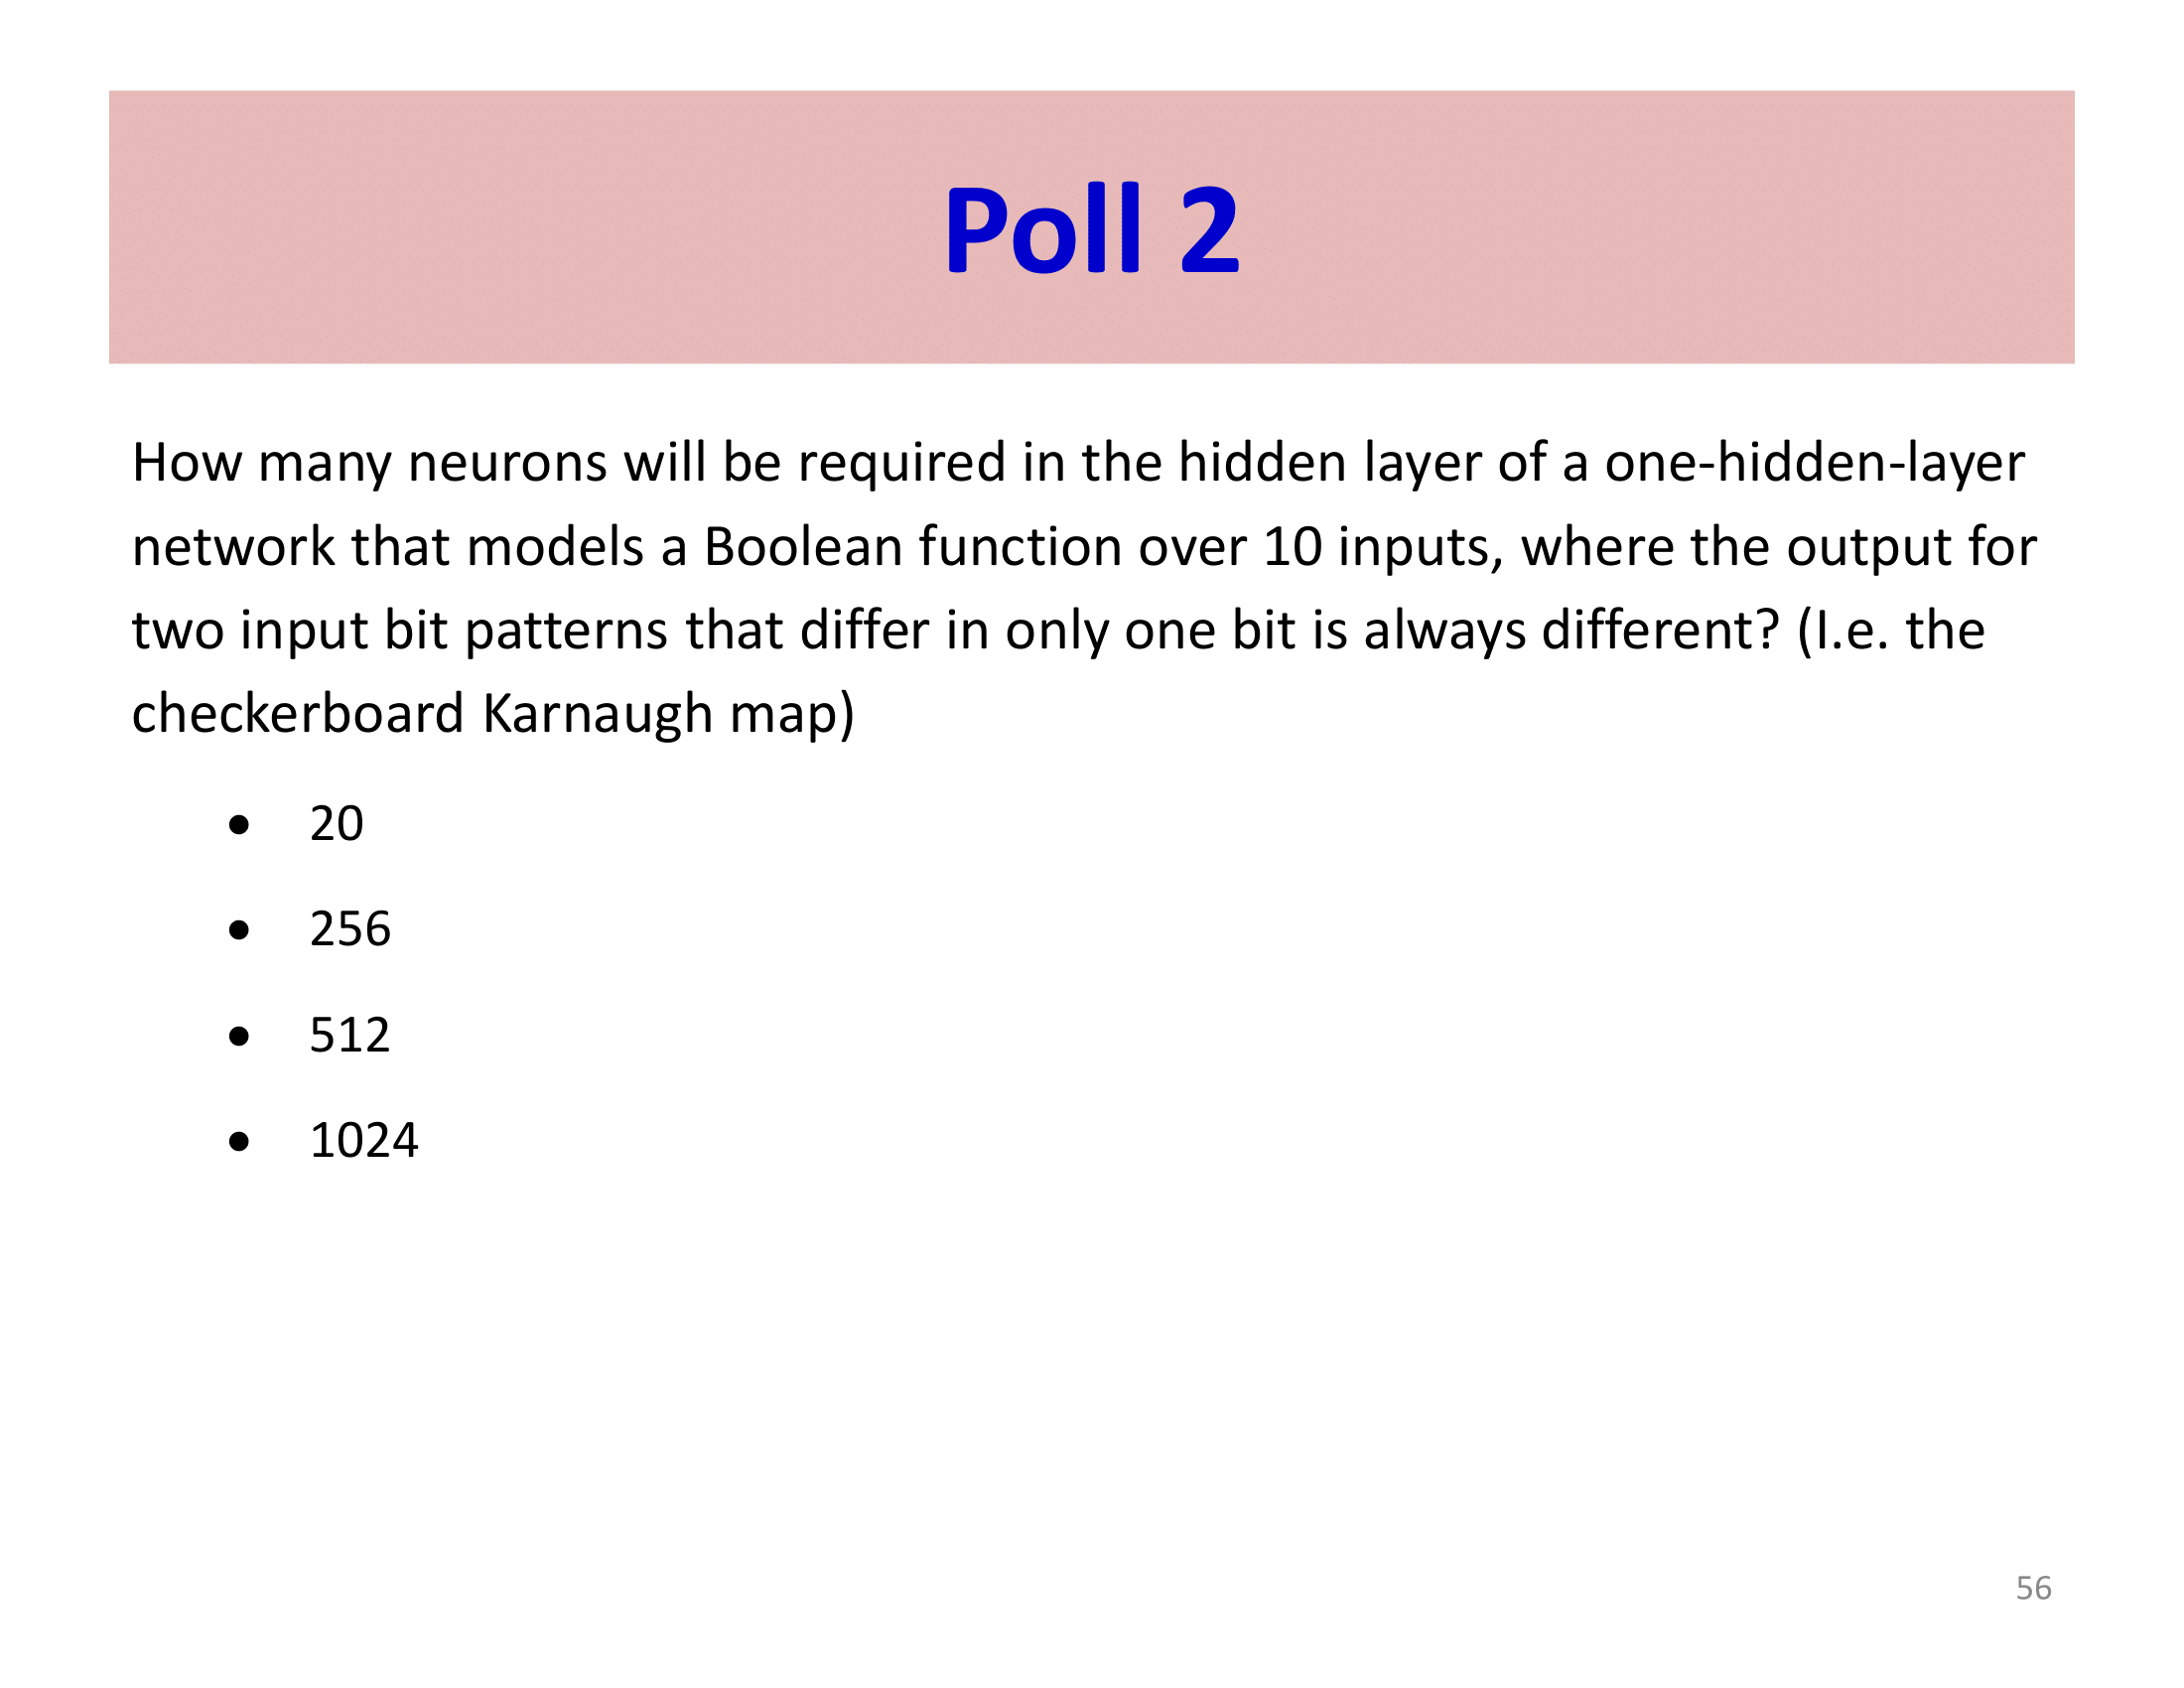 Poll 2
How many neurons will be required in the hidden layer of a one-hidden-layer
network that models a Boolean function over 10 inputs, where the output for
two input bit patterns that differ in only one bit is always different? (I.e. the
checkerboard Karnaugh map)
• 20
• 256
• 512
• 1024
56